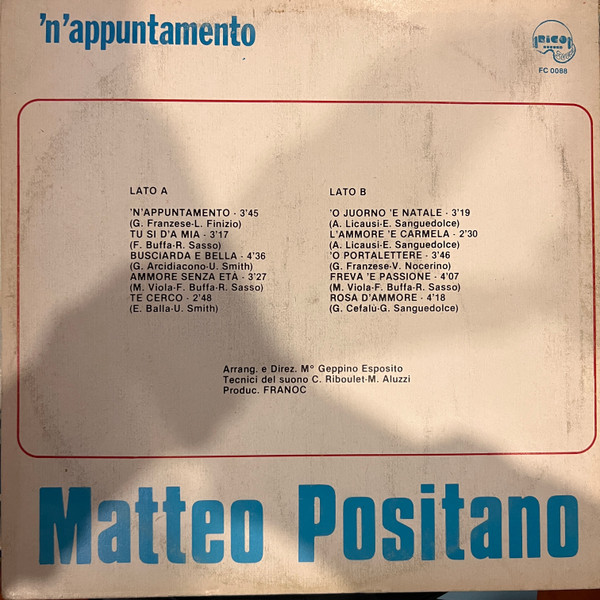 'n'appuntamento
RICO
RECORD
FC 0088
LATO A
'N'APPUNTAMENTO - 3'45
(G. Franzese-L. Finizio)
TU SI D'A MIA - 3'17
(F. Buffa-R. Sasso)
BUSCIARDA E BELLA - 4'36
(G. Arcidiacono-U. Smith)
AMMORE SENZA ETÀ - 3'27
(M. Viola-F. Buffa-R. Sasso)
TE CERCO - 2'48
(E. Balla-U. Smith)
LATO B
'O JUORNO 'E NATALE - 3'19
(A. Licausi-E. Sanguedolce)
L'AMMORE 'E CARMELA - 2'30
(A. Licausi-E. Sanguedolce)
'O PORTALETTERE - 3'46
(G. Franzese-V. Nocerino)
FREVA 'E PASSIONE - 4'07
(M. Viola-F. Buffa-R. Sasso)
ROSA D'AMMORE - 4'18
(G. Cefalù-G. Sanguedolce)
Arrang. e Direz. M° Geppino Esposito
Tecnici del suono C. Riboulet-M. Aluzzi
Produc. FRANOC
Matteo Positano